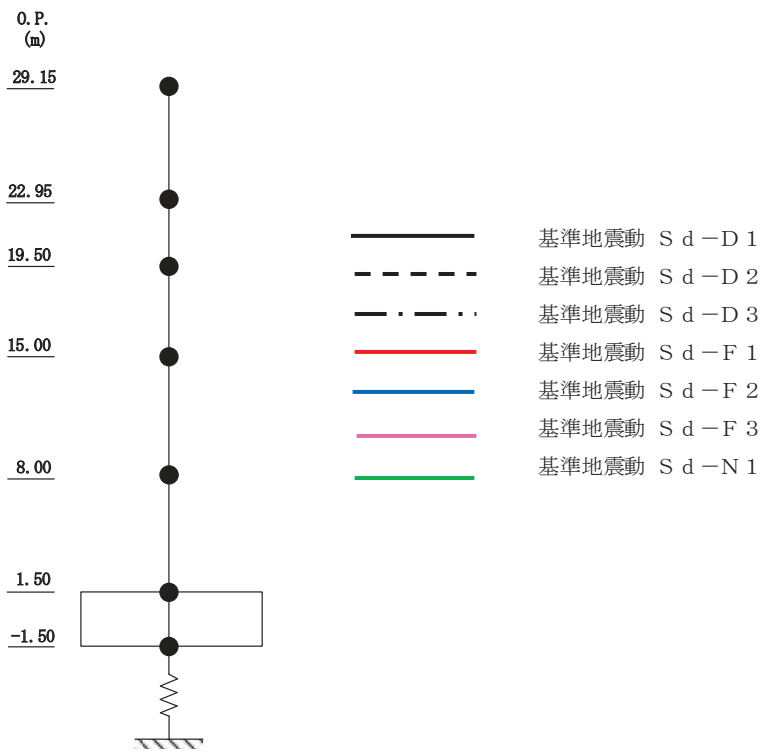 O.P.
(m)
29.15
22.95
19.50
15.00
8.00
1.50
-1.50
基準地震動 Ｓｄ－Ｄ１
基準地震動 Ｓｄ－Ｄ２
基準地震動 Ｓｄ－Ｄ３
基準地震動 Ｓｄ－Ｆ１
基準地震動 Ｓｄ－Ｆ２
基準地震動 Ｓｄ－Ｆ３
基準地震動 Ｓｄ－Ｎ１